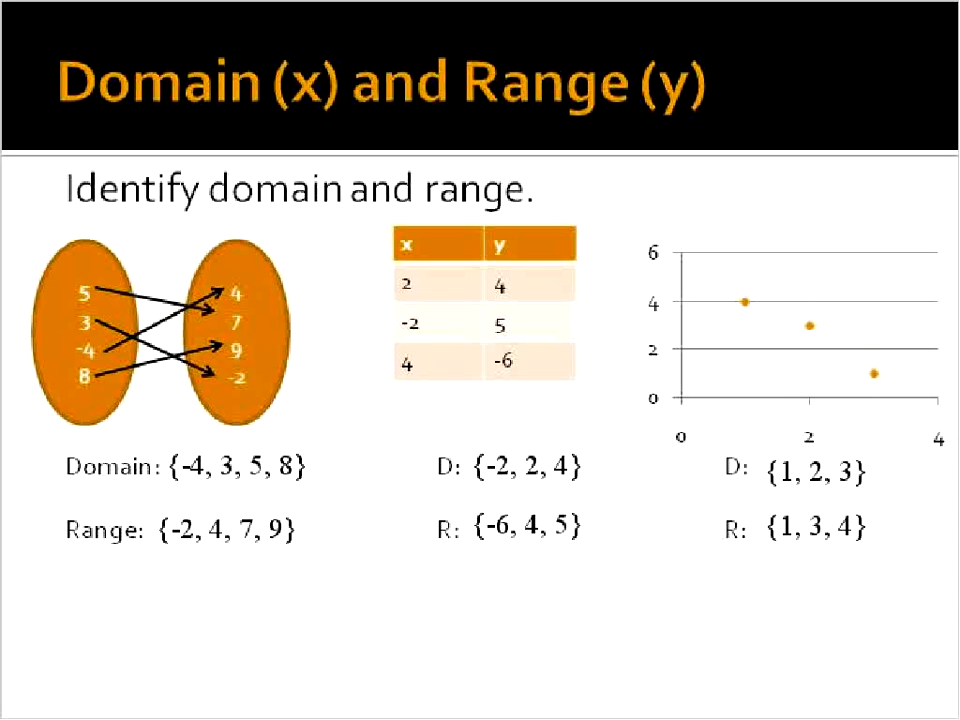 Domain (x) and Range (y)
Identify domain and range.
5
3
-4
8
4
7
9
-2
x y
2 4
-2 5
4 -6
6
4
2
0
0 2 4
Domain: {-4, 3, 5, 8}
Range: {-2, 4, 7, 9}
D: {-2, 2, 4}
R: {-6, 4, 5}
D: {1, 2, 3}
R: {1, 3, 4}